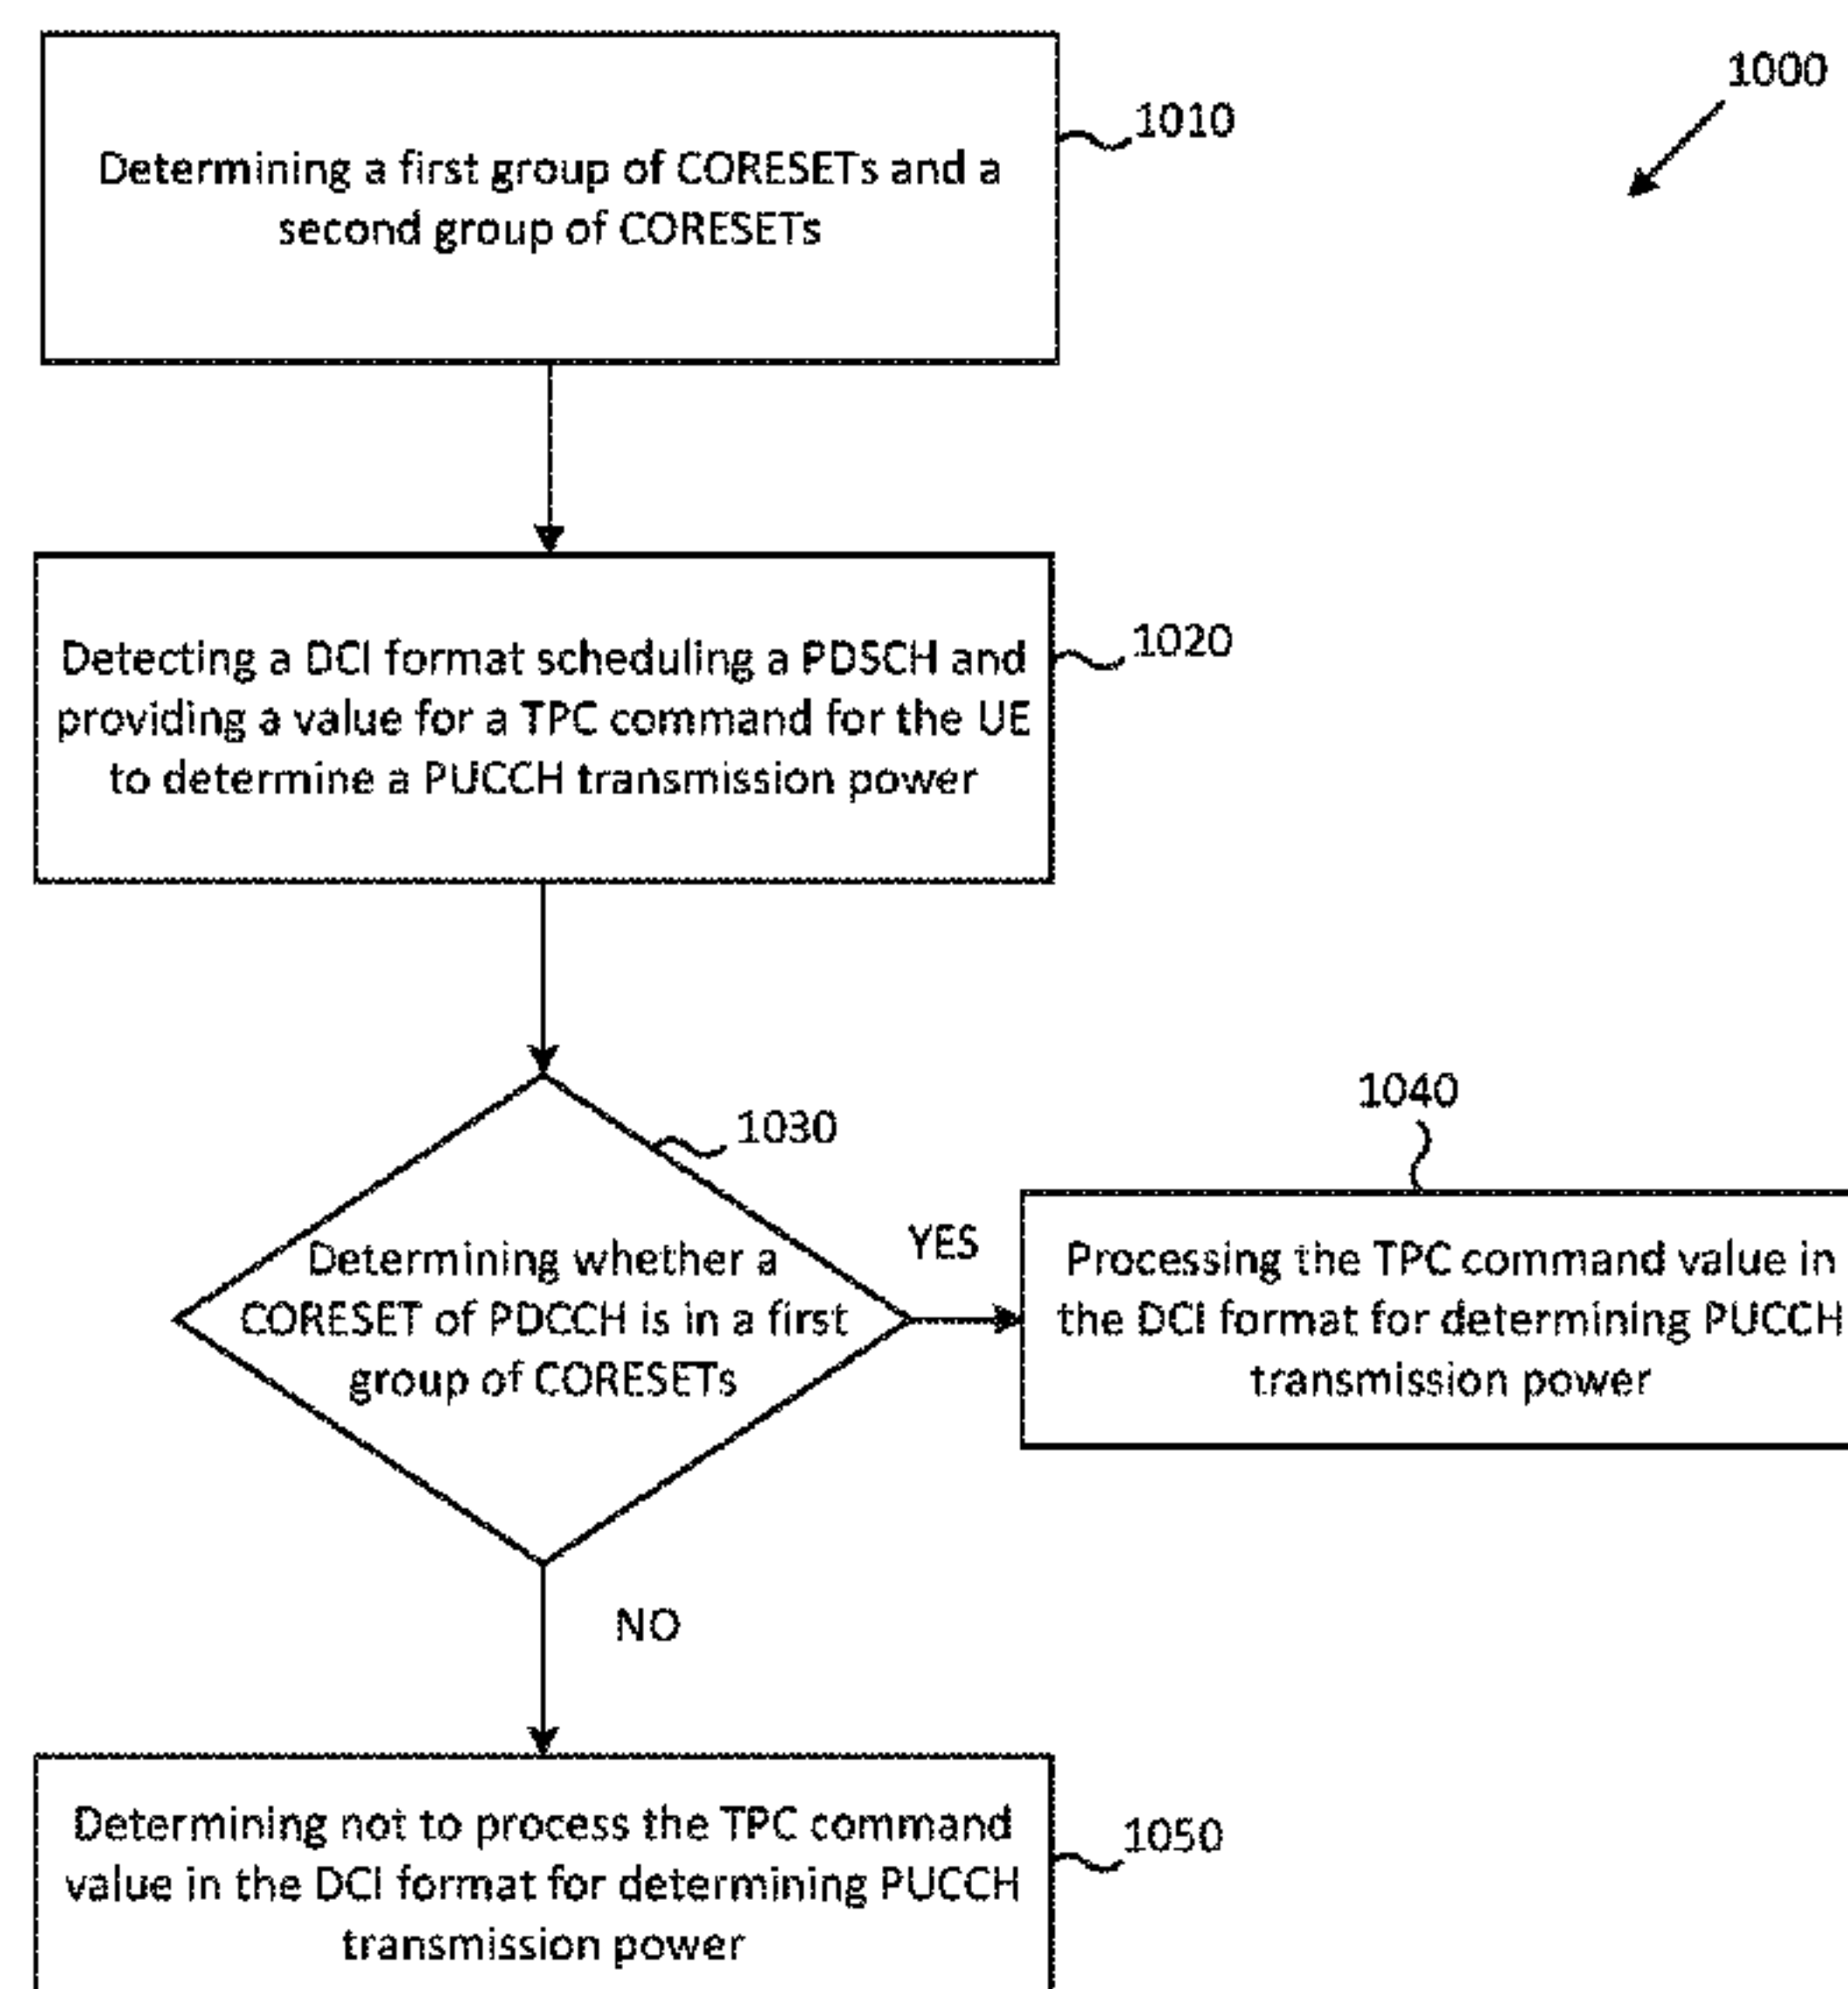 1000
1010
Determining a first group of CORESETs and a
second group of CORESETs
1020
Detecting a DCI format scheduling a PDSCH and
providing a value for a TPC command for the UE
to determine a PUCCH transmission power
1030
Determining whether a
CORESET of PDCCH is in a first
group of CORESETs
YES
1040
Processing the TPC command value in
the DCI format for determining PUCCH
transmission power
NO
Determining not to process the TPC command
value in the DCI format for determining PUCCH
transmission power
1050